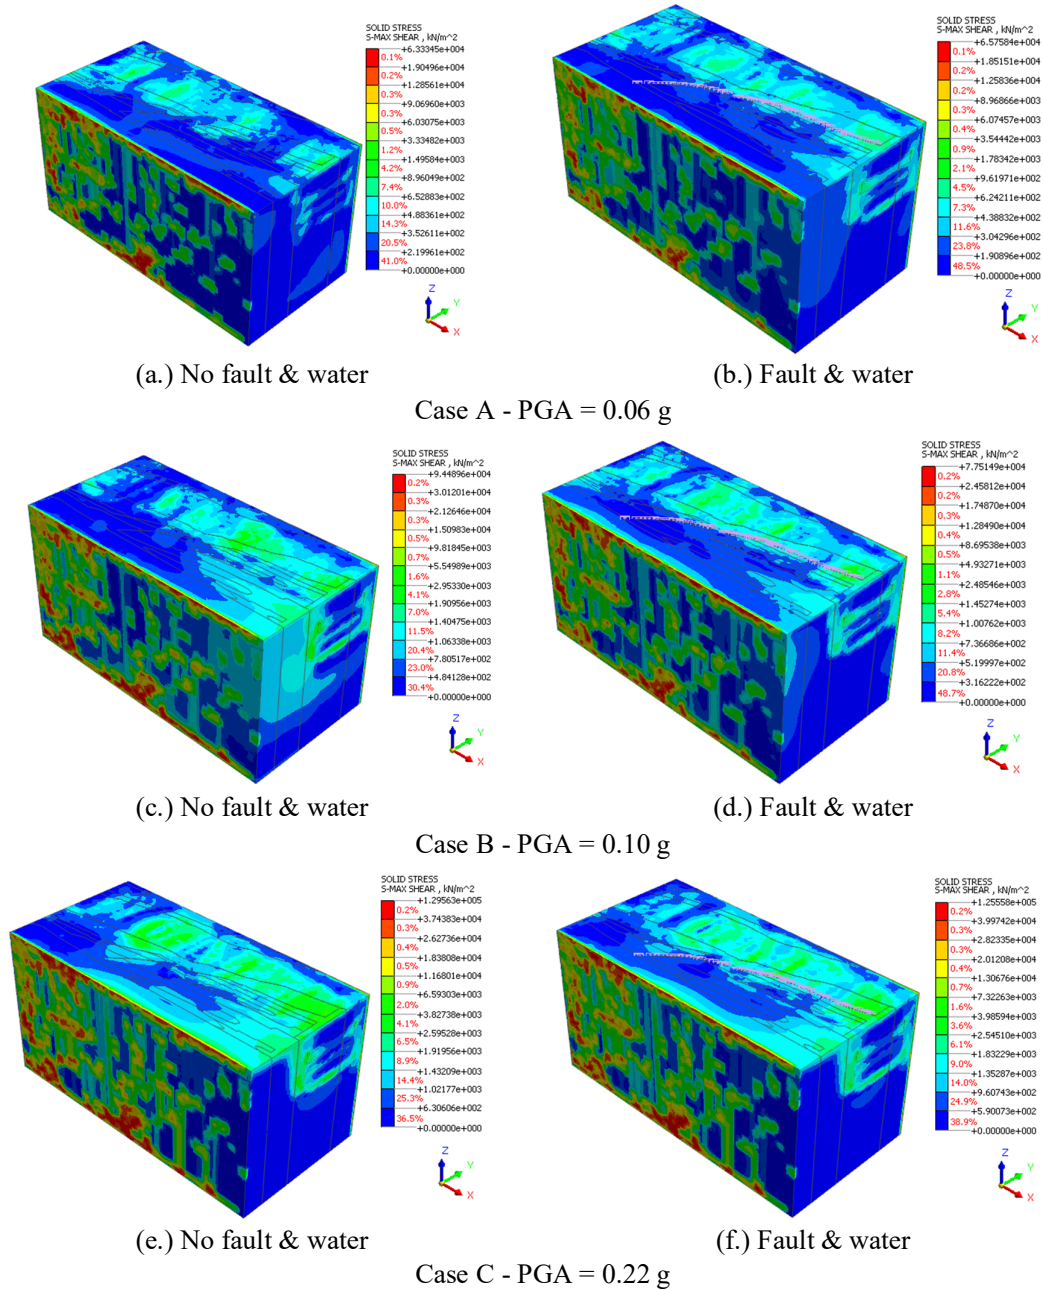 SOLID STRESS
S-MAX SHEAR , kN/m^2
+6.33345e+004
0.1%
+1.90496e+004
0.2%
+1.28561e+004
0.3%
+9.06960e+003
0.3%
+6.03075e+003
0.5%
+3.33482e+003
1.2%
+1.49584e+003
4.2%
+8.96049e+002
7.4%
+6.52883e+002
10.0%
+4.88361e+002
14.3%
+3.52611e+002
20.5%
+2.19961e+002
41.0%
+0.00000e+000
Z
Y
X
SOLID STRESS
S-MAX SHEAR , kN/m^2
+6.57584e+004
0.1%
+1.85151e+004
0.2%
+1.25836e+004
0.2%
+8.96866e+003
0.3%
+6.07457e+003
0.4%
+3.54442e+003
0.9%
+1.78342e+003
2.1%
+9.61971e+002
4.5%
+6.24211e+002
7.3%
+4.38832e+002
11.6%
+3.04296e+002
23.8%
+1.90896e+002
48.5%
+0.00000e+000
Z
Y
X
(a.) No fault & water
(b.) Fault & water
Case A - PGA = 0.06 g
SOLID STRESS
S-MAX SHEAR , kN/m^2
+9.44896e+004
0.2%
+3.01201e+004
0.3%
+2.12646e+004
0.3%
+1.50983e+004
0.5%
+9.81845e+003
0.7%
+5.54989e+003
1.6%
+2.95330e+003
4.1%
+1.90956e+003
7.0%
+1.40475e+003
11.5%
+1.06338e+003
20.4%
+7.80517e+002
23.0%
+4.84128e+002
30.4%
+0.00000e+000
Z
Y
X
SOLID STRESS
S-MAX SHEAR , kN/m^2
+7.75149e+004
0.2%
+2.45812e+004
0.2%
+1.74870e+004
0.3%
+1.28490e+004
0.4%
+8.69538e+003
0.5%
+4.93271e+003
1.1%
+2.48546e+003
2.8%
+1.45274e+003
5.4%
+1.00762e+003
8.2%
+7.36686e+002
11.4%
+5.19997e+002
20.8%
+3.16222e+002
48.7%
+0.00000e+000
Z
Y
X
(c.) No fault & water
(d.) Fault & water
Case B - PGA = 0.10 g
SOLID STRESS
S-MAX SHEAR , kN/m^2
+1.29563e+005
0.2%
+3.74383e+004
0.3%
+2.62736e+004
0.4%
+1.83808e+004
0.5%
+1.16801e+004
0.9%
+6.59303e+003
2.0%
+3.82738e+003
4.1%
+2.59528e+003
6.5%
+1.91956e+003
8.9%
+1.43209e+003
14.4%
+1.02177e+003
25.3%
+6.30606e+002
36.5%
+0.00000e+000
Z
Y
X
SOLID STRESS
S-MAX SHEAR , kN/m^2
+1.25558e+005
0.2%
+3.99742e+004
0.3%
+2.82335e+004
0.3%
+2.01208e+004
0.4%
+1.30676e+004
0.7%
+7.32263e+003
1.6%
+3.98594e+003
3.6%
+2.54510e+003
6.1%
+1.83229e+003
9.0%
+1.35287e+003
14.0%
+9.60743e+002
24.9%
+5.90073e+002
38.9%
+0.00000e+000
Z
Y
X
(e.) No fault & water
(f.) Fault & water
Case C - PGA = 0.22 g